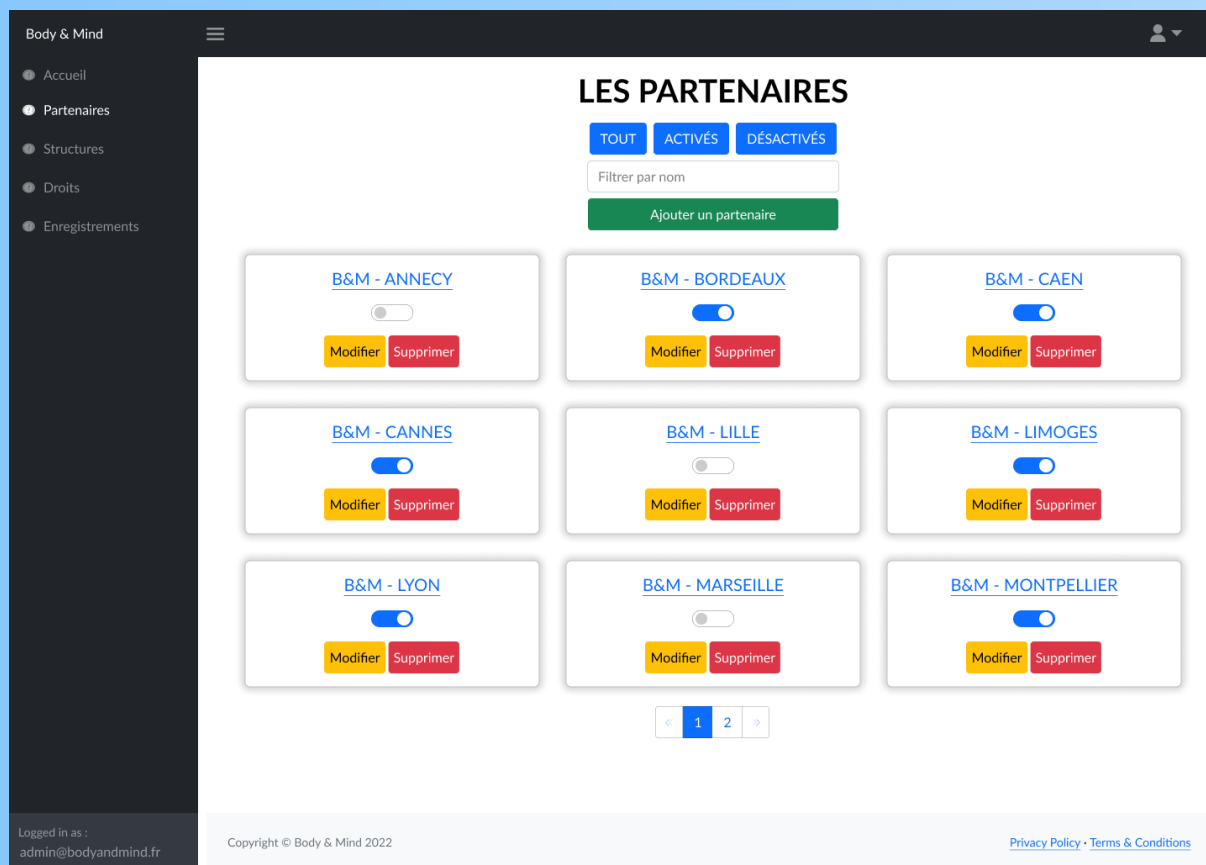 Body & Mind
Accueil
Partenaires
Structures
Droits
Enregistrements
LES PARTENAIRES
TOUT ACTIVÉS DÉSACTIVÉS
Filtrer par nom
Ajouter un partenaire
B&M - ANNECY B&M - BORDEAUX B&M - CAEN
Modifier Supprimer Modifier Supprimer Modifier Supprimer
B&M - CANNES B&M - LILLE B&M - LIMOGES
Modifier Supprimer Modifier Supprimer Modifier Supprimer
B&M - LYON B&M - MARSEILLE B&M - MONTPELLIER
Modifier Supprimer Modifier Supprimer Modifier Supprimer
« 1 2 »
Logged in as :
admin@bodyandmind.fr
Copyright © Body & Mind 2022 Privacy Policy · Terms & Conditions